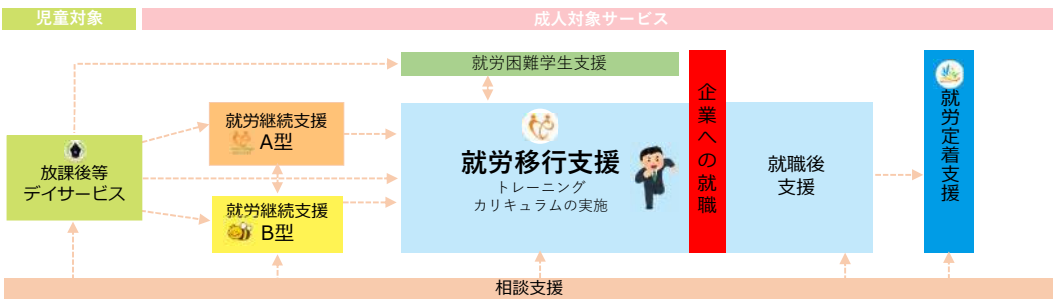 児童対象
成人対象サービス
就労困難学生支援
放課後等
デイサービス
就労継続支援
A型
就労継続支援
B型
就労移行支援
トレーニング
カリキュラムの実施
企業への就職
就職後
支援
就労定着支援
相談支援